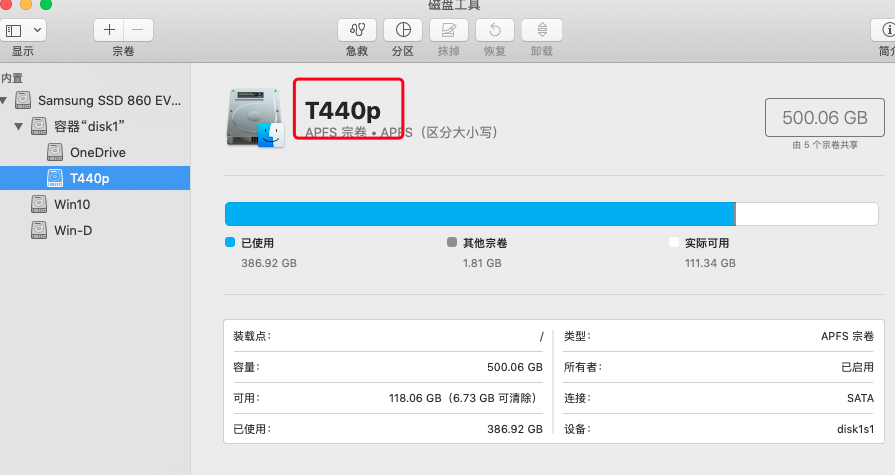 磁盘工具
显示
宗卷
急救
分区
抹掉
恢复
卸载
内置
Samsung SSD 860 EV...
容器“disk1”
OneDrive
T440p
Win10
Win-D
T440p
APFS 宗卷 • APFS（区分大小写）
500.06 GB
由 5 个宗卷共享
已使用
386.92 GB
其他宗卷
1.81 GB
实际可用
111.34 GB
装载点： /
容量： 500.06 GB
可用： 118.06 GB（6.73 GB 可清除）
已使用： 386.92 GB
类型： APFS 宗卷
所有者： 已启用
连接： SATA
设备： disk1s1